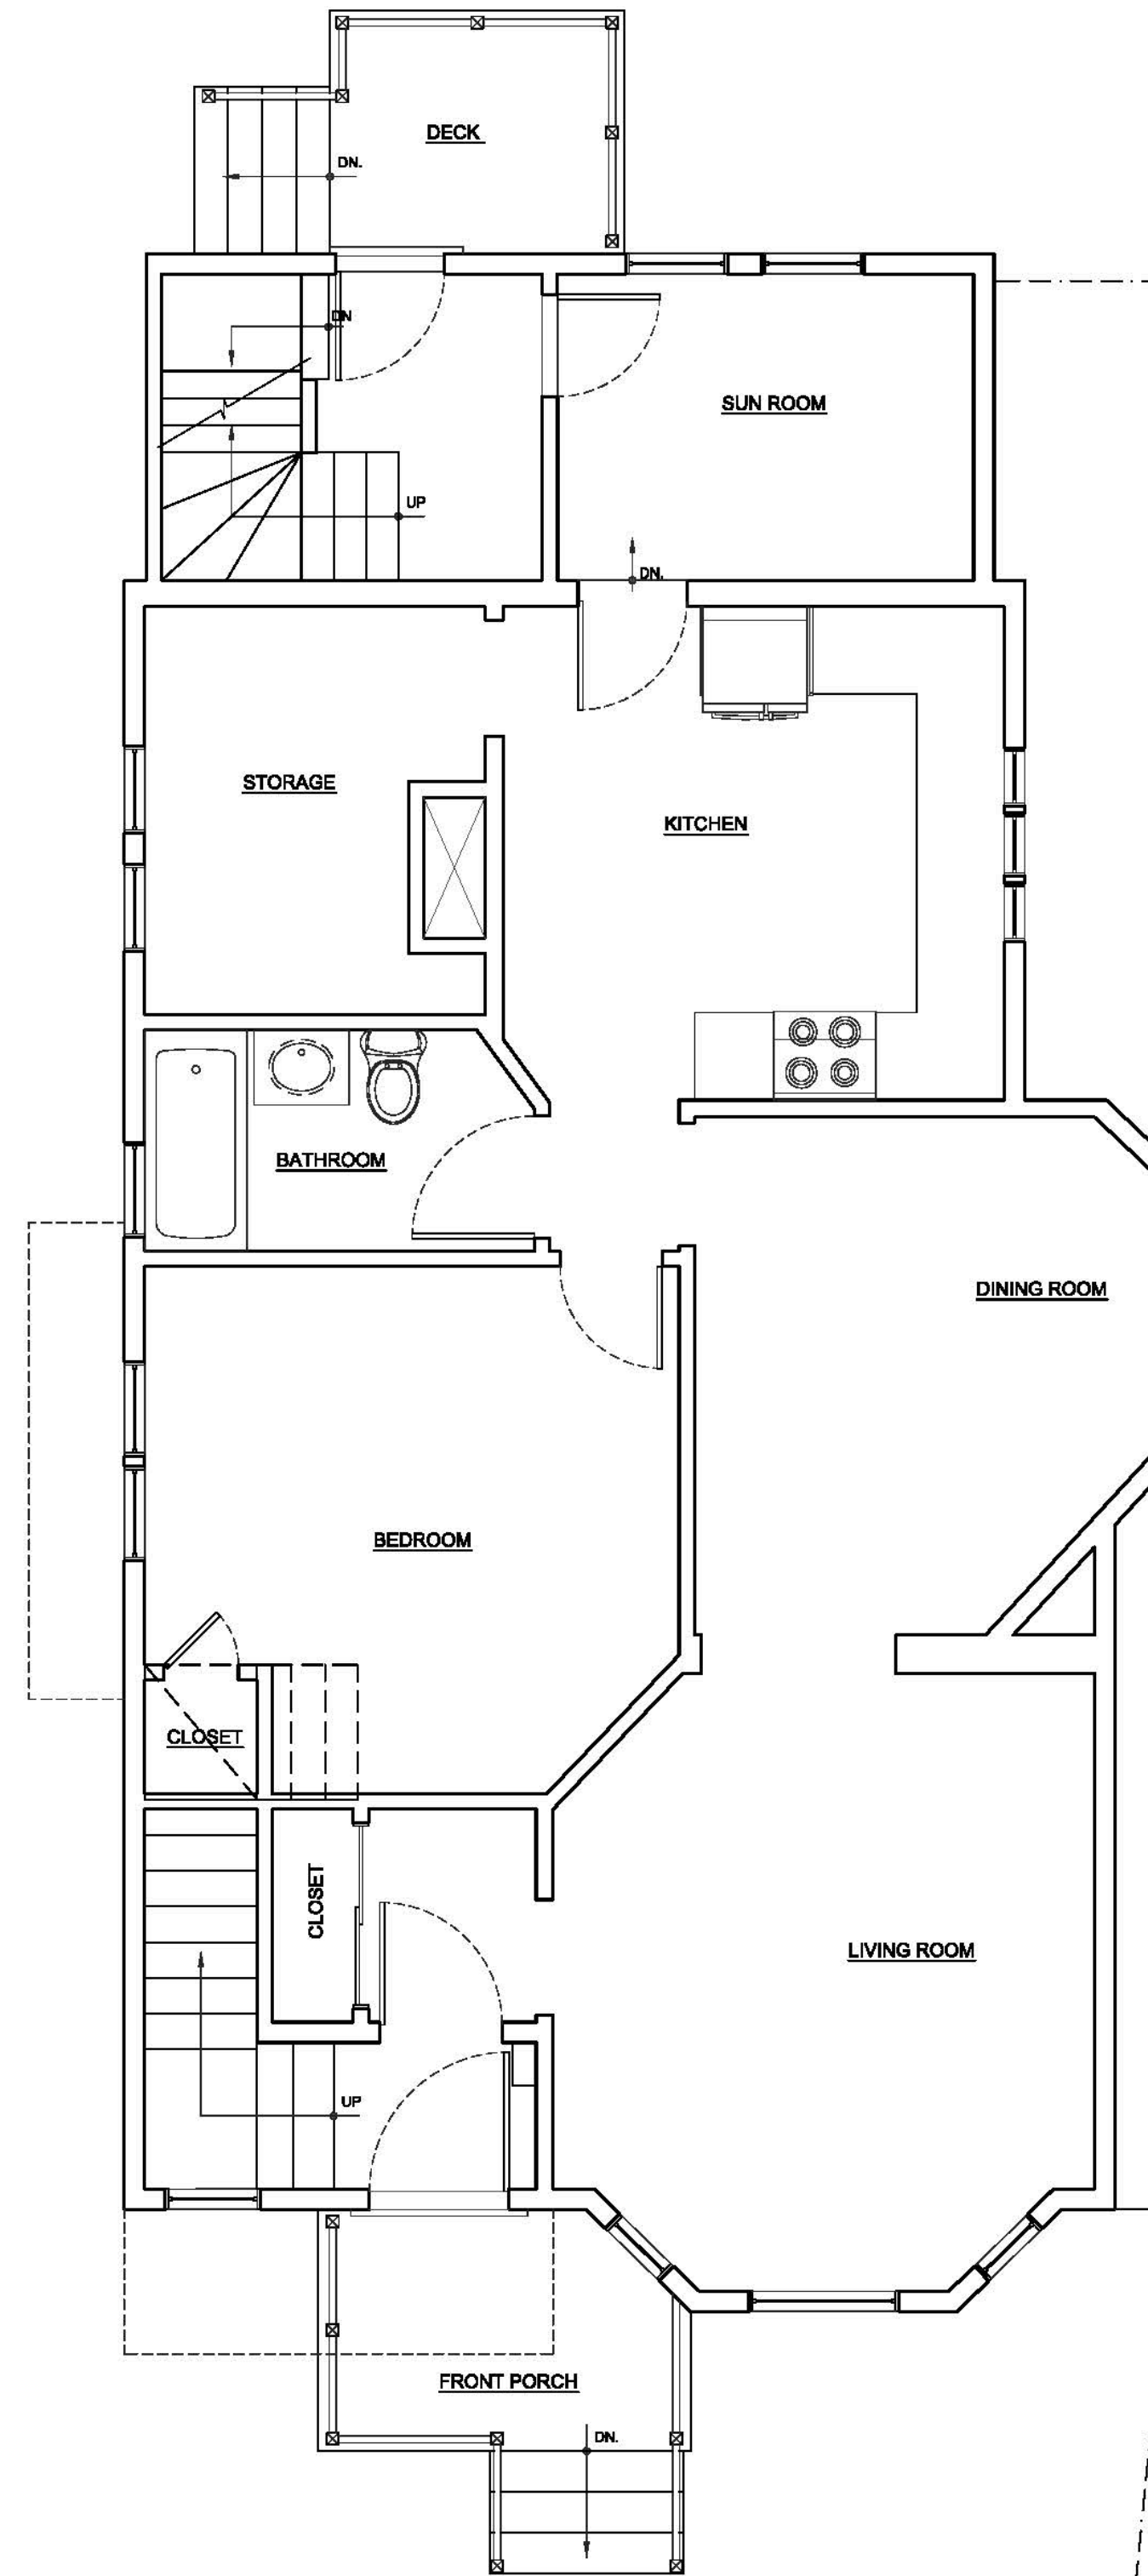 DECK
DN.
DN
SUN ROOM
UP
DN.
STORAGE
KITCHEN
BATHROOM
DINING ROOM
BEDROOM
CLOSET
CLOSET
LIVING ROOM
UP
FRONT PORCH
DN.